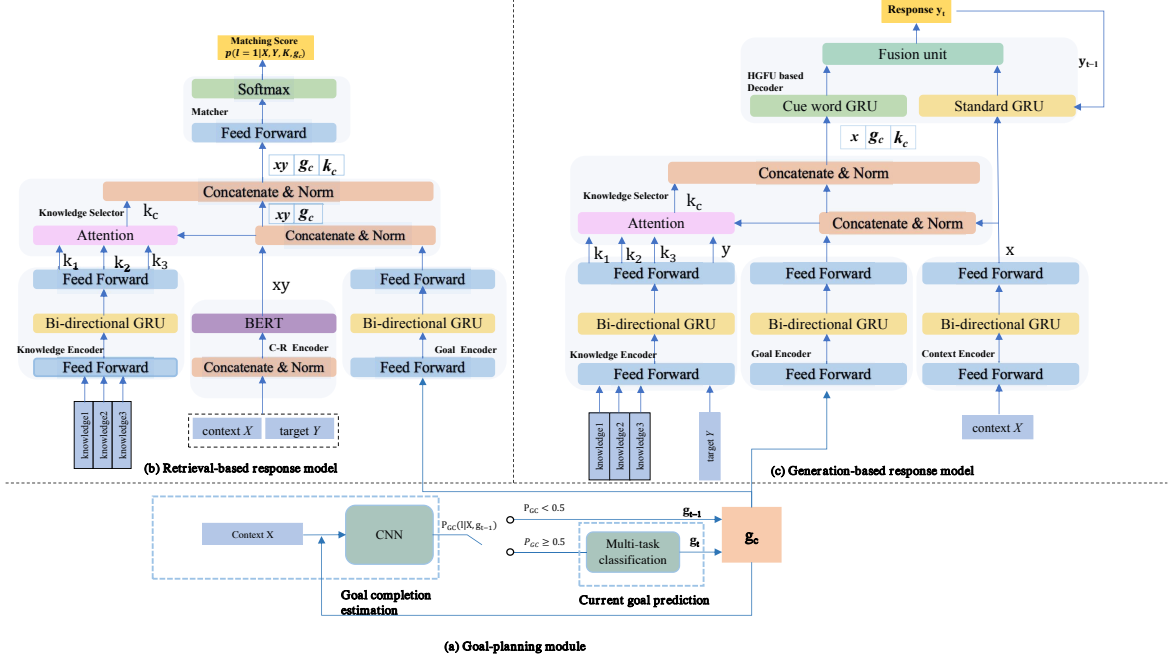 Matching Score
p(l = 1|X, Y, K, g_c)
Softmax
Matcher
Feed Forward
xy g_c k_c
Concatenate & Norm
Knowledge Selector
k_c
xy g_c
Attention
Concatenate & Norm
k_1 k_2 k_3
xy
Feed Forward
Feed Forward
Bi-directional GRU
BERT
Bi-directional GRU
Knowledge Encoder
C-R Encoder
Goal Encoder
Feed Forward
Concatenate & Norm
Feed Forward
knowledge1
knowledge2
knowledge3
context X
target Y
(b) Retrieval-based response model
Response y_t
Fusion unit
y_{t-1}
HGFU based
Decoder
Cue word GRU
Standard GRU
x g_c k_c
Concatenate & Norm
Knowledge Selector
k_c
Attention
Concatenate & Norm
k_1 k_2 k_3 y
x
Feed Forward
Feed Forward
Feed Forward
Bi-directional GRU
Bi-directional GRU
Bi-directional GRU
Knowledge Encoder
Goal Encoder
Context Encoder
Feed Forward
Feed Forward
Feed Forward
knowledge1
knowledge2
knowledge3
target Y
context X
(c) Generation-based response model
Context X
CNN
P_GC(l|X, g_{t-1})
P_GC < 0.5
g_{t-1}
P_GC ≥ 0.5
Multi-task
classification
g_t
g_c
Goal completion
estimation
Current goal prediction
(a) Goal-planning module